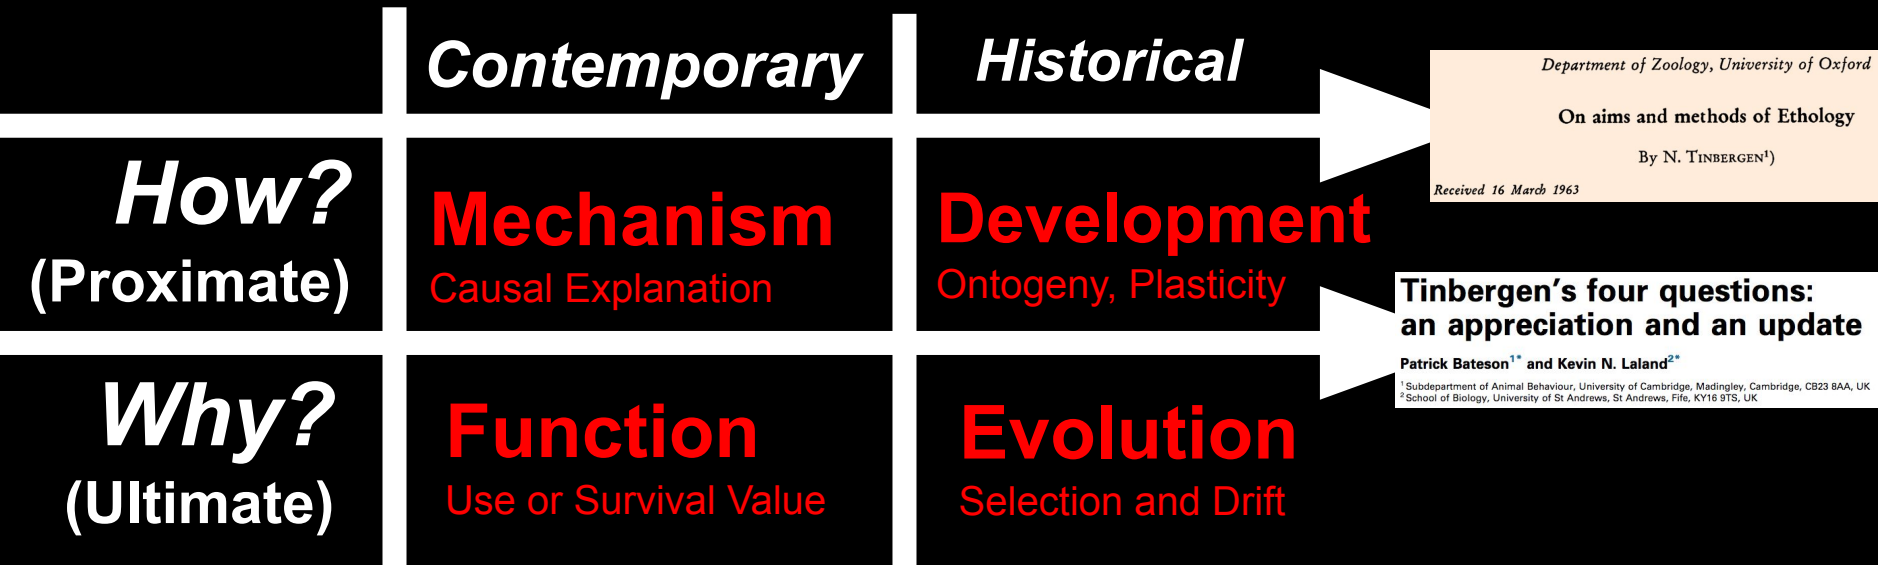 Contemporary
Historical
How?
(Proximate)
Mechanism
Causal Explanation
Development
Ontogeny, Plasticity
Why?
(Ultimate)
Function
Use or Survival Value
Evolution
Selection and Drift
Department of Zoology, University of Oxford
On aims and methods of Ethology
By N. TINBERGEN¹)
Received 16 March 1963
Tinbergen's four questions:
an appreciation and an update
Patrick Bateson¹* and Kevin N. Laland²*
¹ Subdepartment of Animal Behaviour, University of Cambridge, Madingley, Cambridge, CB23 8AA, UK
² School of Biology, University of St Andrews, St Andrews, Fife, KY16 9TS, UK